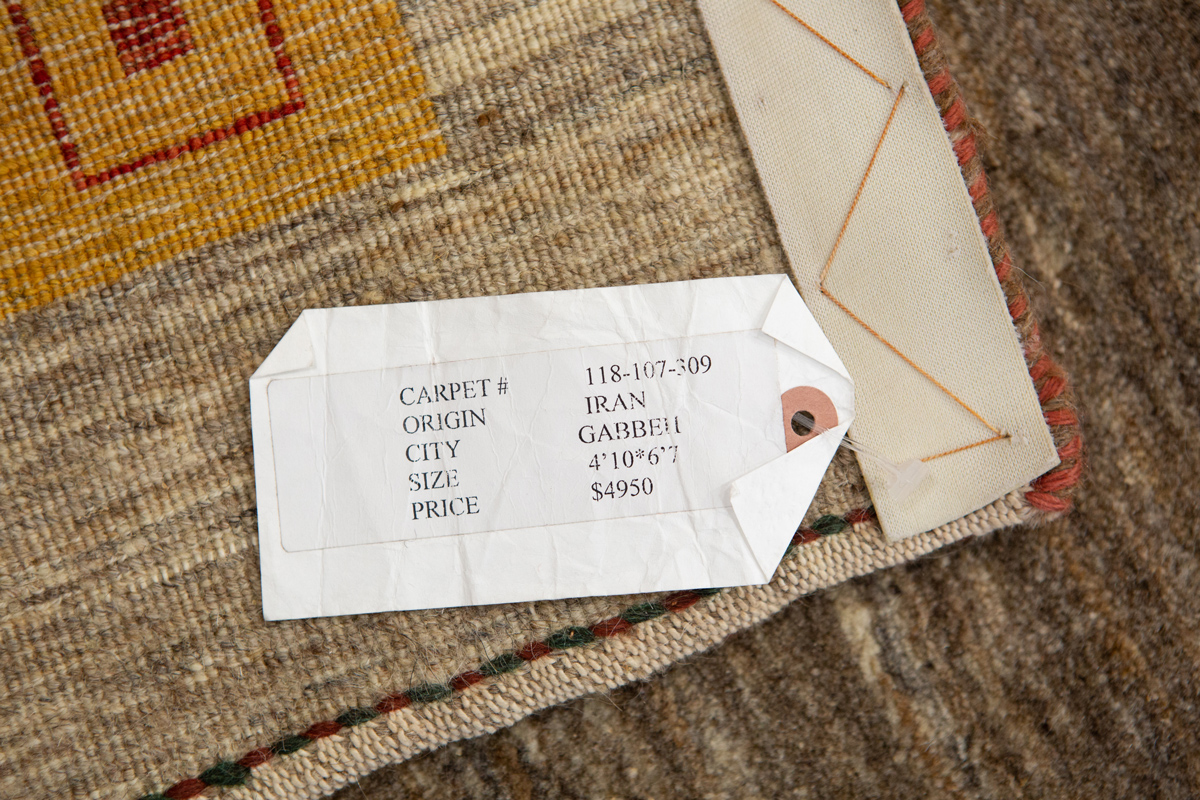 CARPET # 118-107-309
ORIGIN IRAN
CITY GABBEH
SIZE 4'10*6'7
PRICE $4950